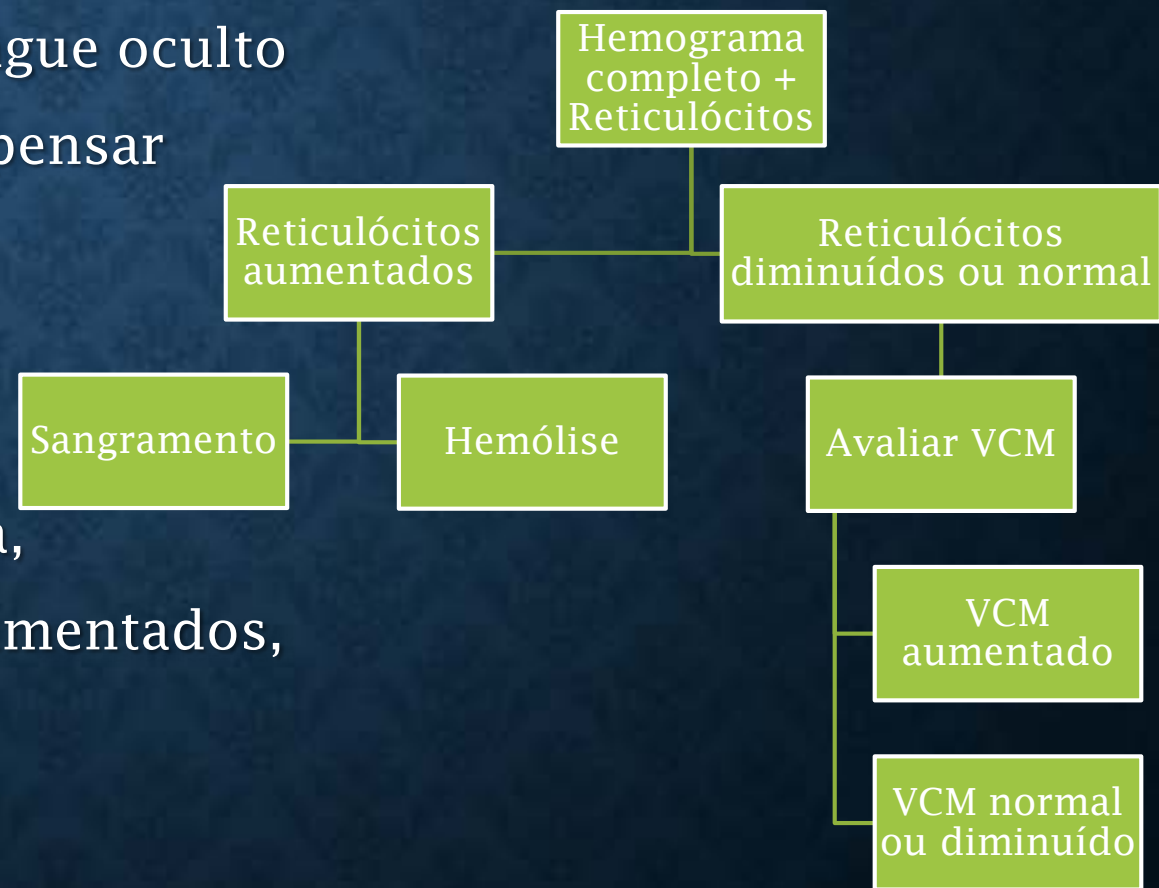 gue oculto
pensar
,
mentados,
Hemograma
completo +
Reticulócitos
Reticulócitos
aumentados
Reticulócitos
diminuídos ou normal
Sangramento
Hemólise
Avaliar VCM
VCM
aumentado
VCM normal
ou diminuído